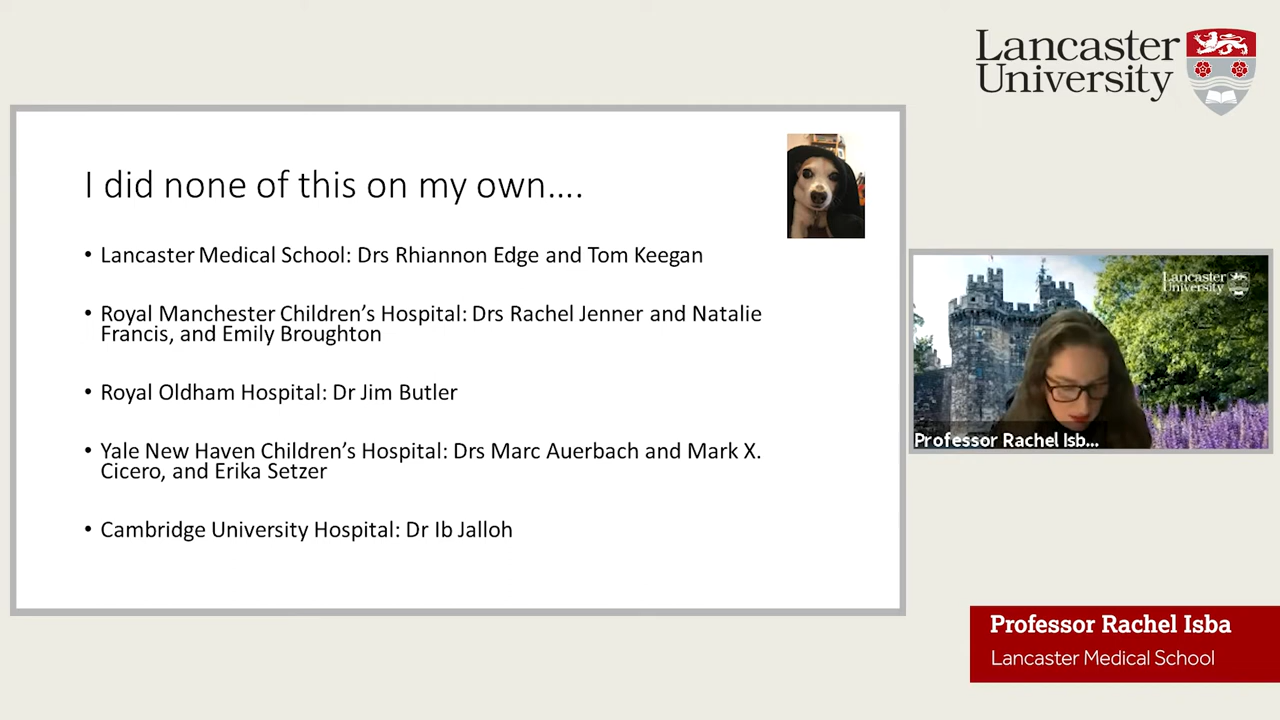 Lancaster
University
I did none of this on my own....
• Lancaster Medical School: Drs Rhiannon Edge and Tom Keegan
• Royal Manchester Children's Hospital: Drs Rachel Jenner and Natalie
Francis, and Emily Broughton
• Royal Oldham Hospital: Dr Jim Butler
• Yale New Haven Children's Hospital: Drs Marc Auerbach and Mark X.
Cicero, and Erika Setzer
• Cambridge University Hospital: Dr Ib Jalloh
Lancaster
University
Professor Rachel Isb...
Professor Rachel Isba
Lancaster Medical School